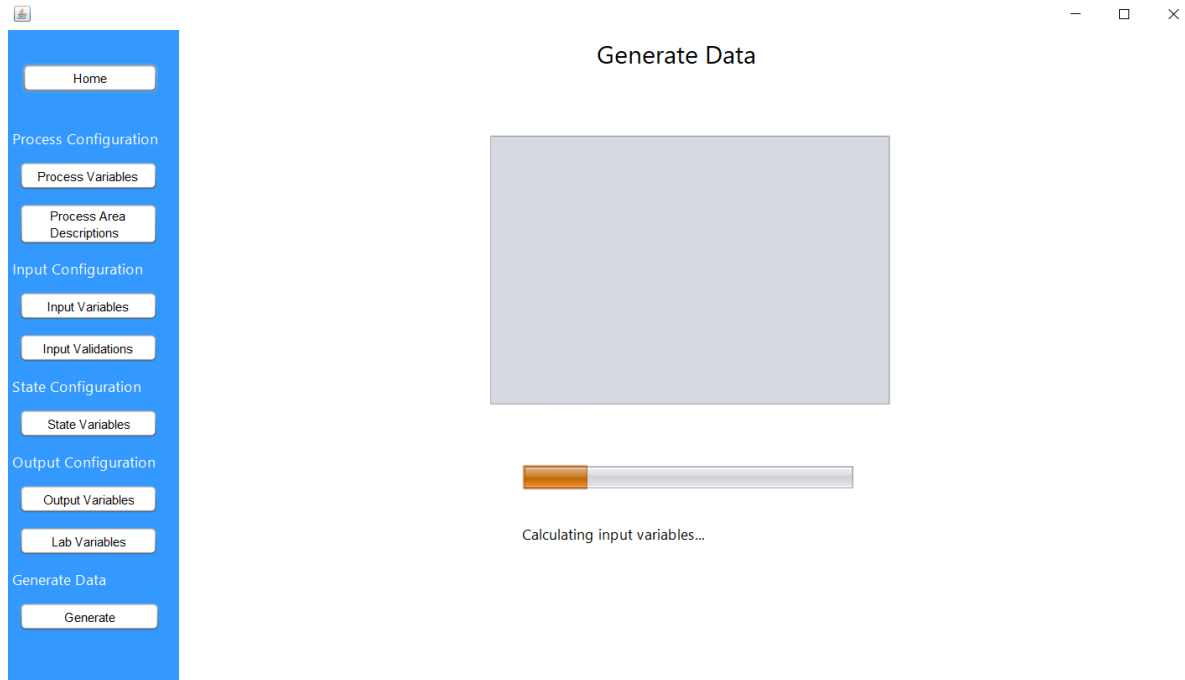 Generate Data
Home
Process Configuration
Process Variables
Process Area
Descriptions
Input Configuration
Input Variables
Input Validations
State Configuration
State Variables
Output Configuration
Output Variables
Lab Variables
Generate Data
Generate
Calculating input variables...